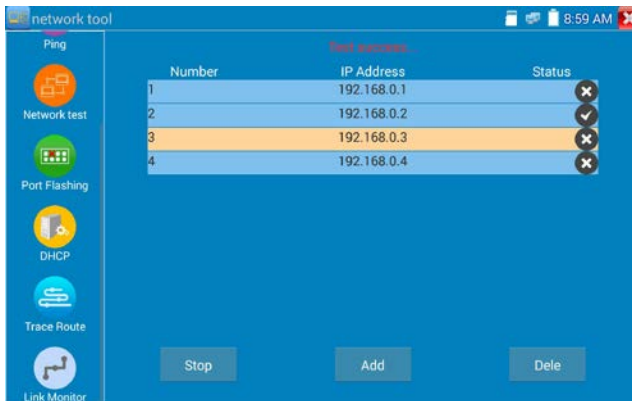 network tool
8:59 AM
Ping
Network test
Port Flashing
DHCP
Trace Route
Link Monitor
Test success...
Number IP Address Status
1 192.168.0.1
2 192.168.0.2
3 192.168.0.3
4 192.168.0.4
Stop Add Dele